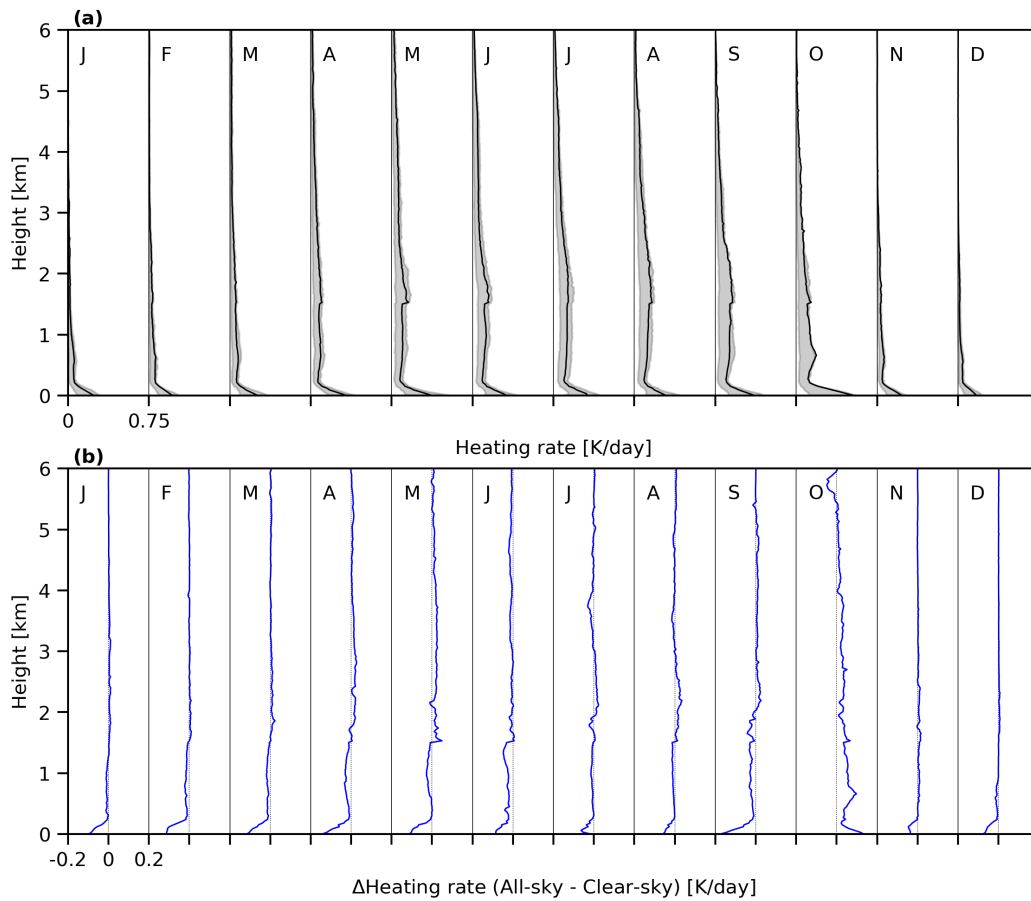 (a)
J F M A M J J A S O N D
6
5
4
3
2
1
0
Height [km]
0 0.75
Heating rate [K/day]
(b)
J F M A M J J A S O N D
6
5
4
3
2
1
0
Height [km]
-0.2 0 0.2
ΔHeating rate (All-sky - Clear-sky) [K/day]